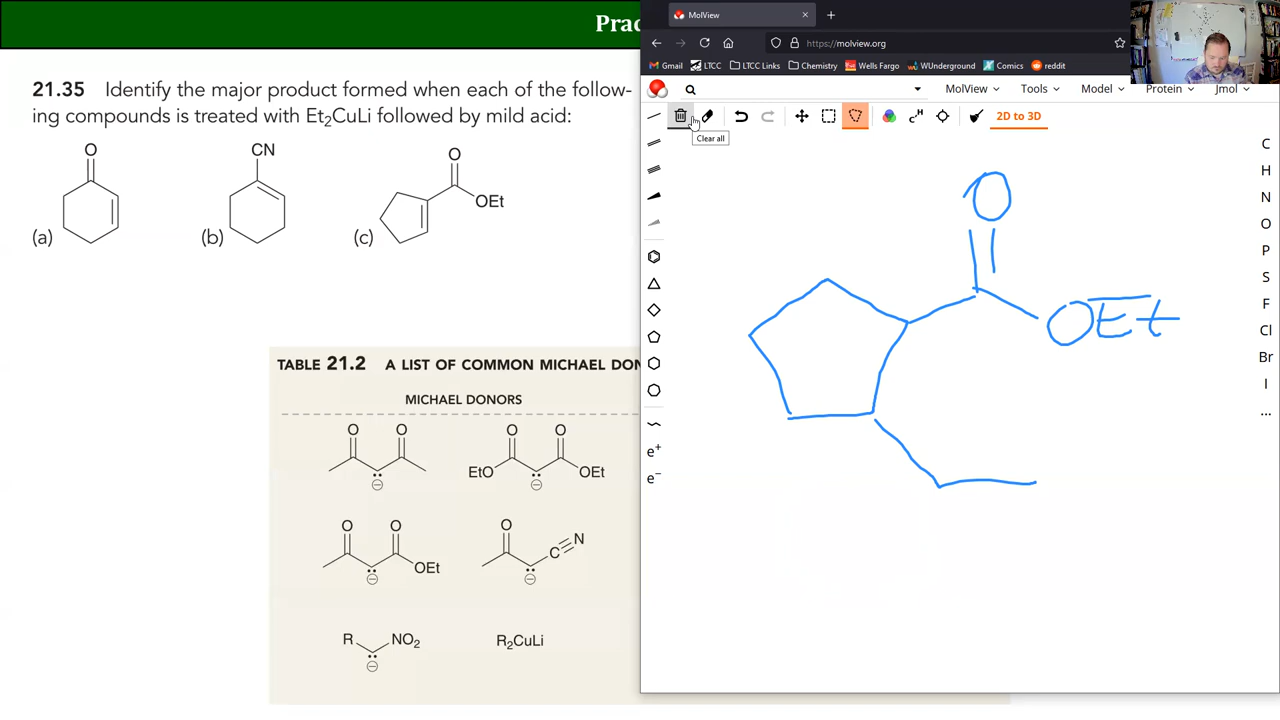 Prac
21.35 Identify the major product formed when each of the follow-
ing compounds is treated with Et₂CuLi followed by mild acid:
O
CN
O
OEt
(a)
(b)
(c)
TABLE 21.2 A LIST OF COMMON MICHAEL DON
MICHAEL DONORS
O O
O O
EtO OEt
O O
OEt
O
C≡N
R NO₂
R₂CuLi
MolView
https://molview.org
Gmail LTCC LTCC Links Chemistry Wells Fargo WUnderground Comics reddit
MolView Tools Model Protein Jmol
2D to 3D
Clear all
e⁺
e⁻
C
H
N
O
P
S
F
Cl
Br
I
...
O
OEt